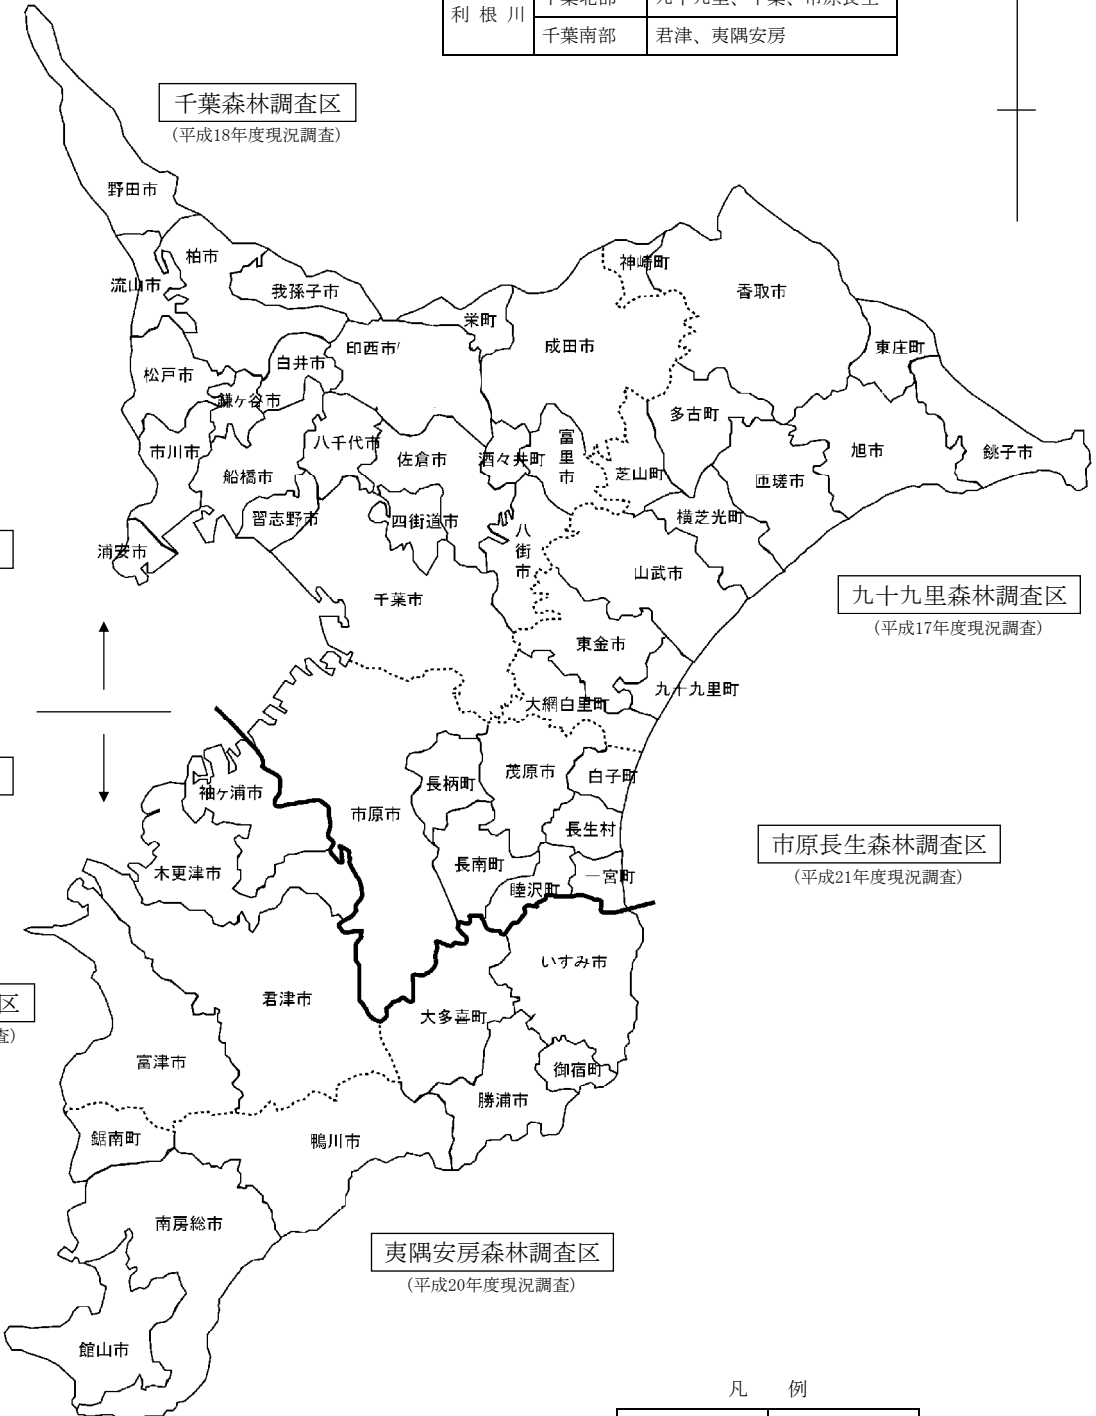 利根川
千葉南部 君津、夷隅安房
千葉森林調査区
(平成18年度現況調査)
野田市
柏市
流山市
我孫子市
神崎町
香取市
栄町
成田市
印西市
白井市
松戸市
鎌ヶ谷市
東庄町
多古町
市川市
船橋市
八千代市
佐倉市
酒々井町
富里市
芝山町
匝瑳市
旭市
銚子市
習志野市
四街道市
八街市
横芝光町
浦安市
千葉市
山武市
九十九里森林調査区
(平成17年度現況調査)
東金市
九十九里町
大網白里町
袖ヶ浦市
市原市
長柄町
茂原市
白子町
長生村
市原長生森林調査区
(平成21年度現況調査)
木更津市
長南町
睦沢町
一宮町
いすみ市
君津市
大多喜町
区
査)
富津市
御宿町
勝浦市
鋸南町
鴨川市
南房総市
夷隅安房森林調査区
(平成20年度現況調査)
館山市
凡 例